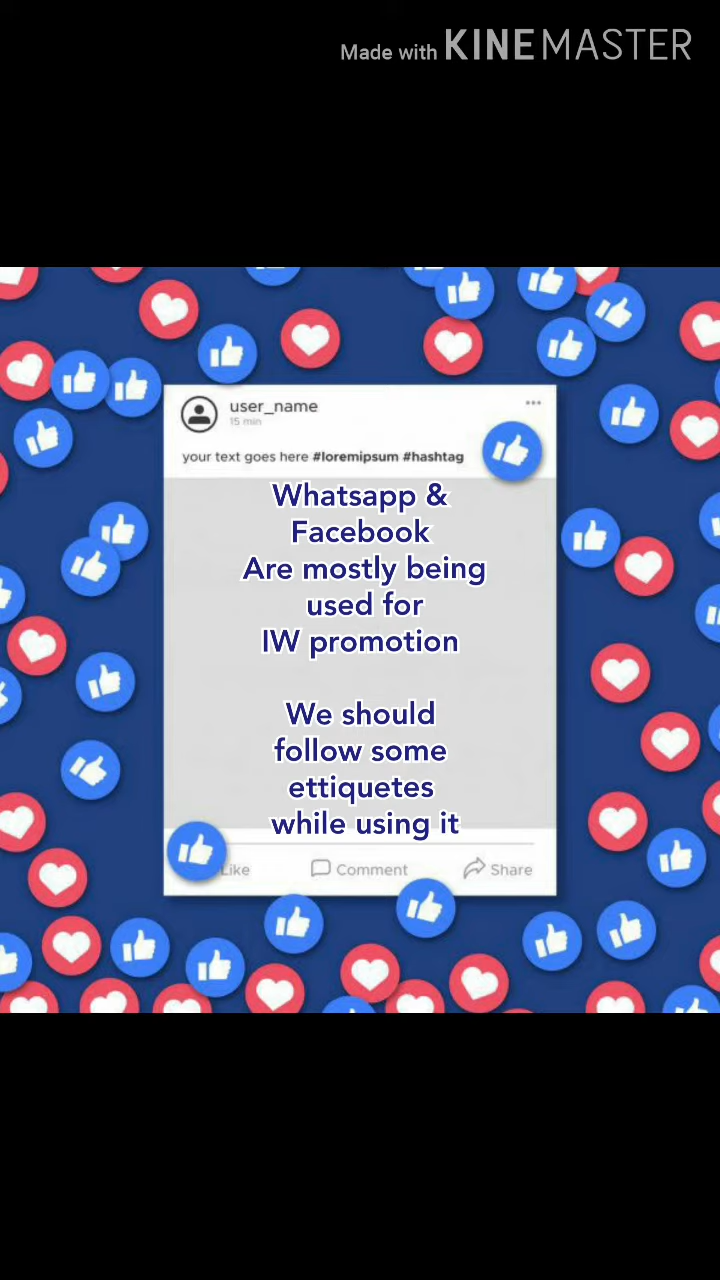 Made with KINEMASTER
user_name
15 min
your text goes here #loremipsum #hashtag
Whatsapp &
Facebook
Are mostly being
used for
IW promotion
We should
follow some
ettiquetes
while using it
Like Comment Share